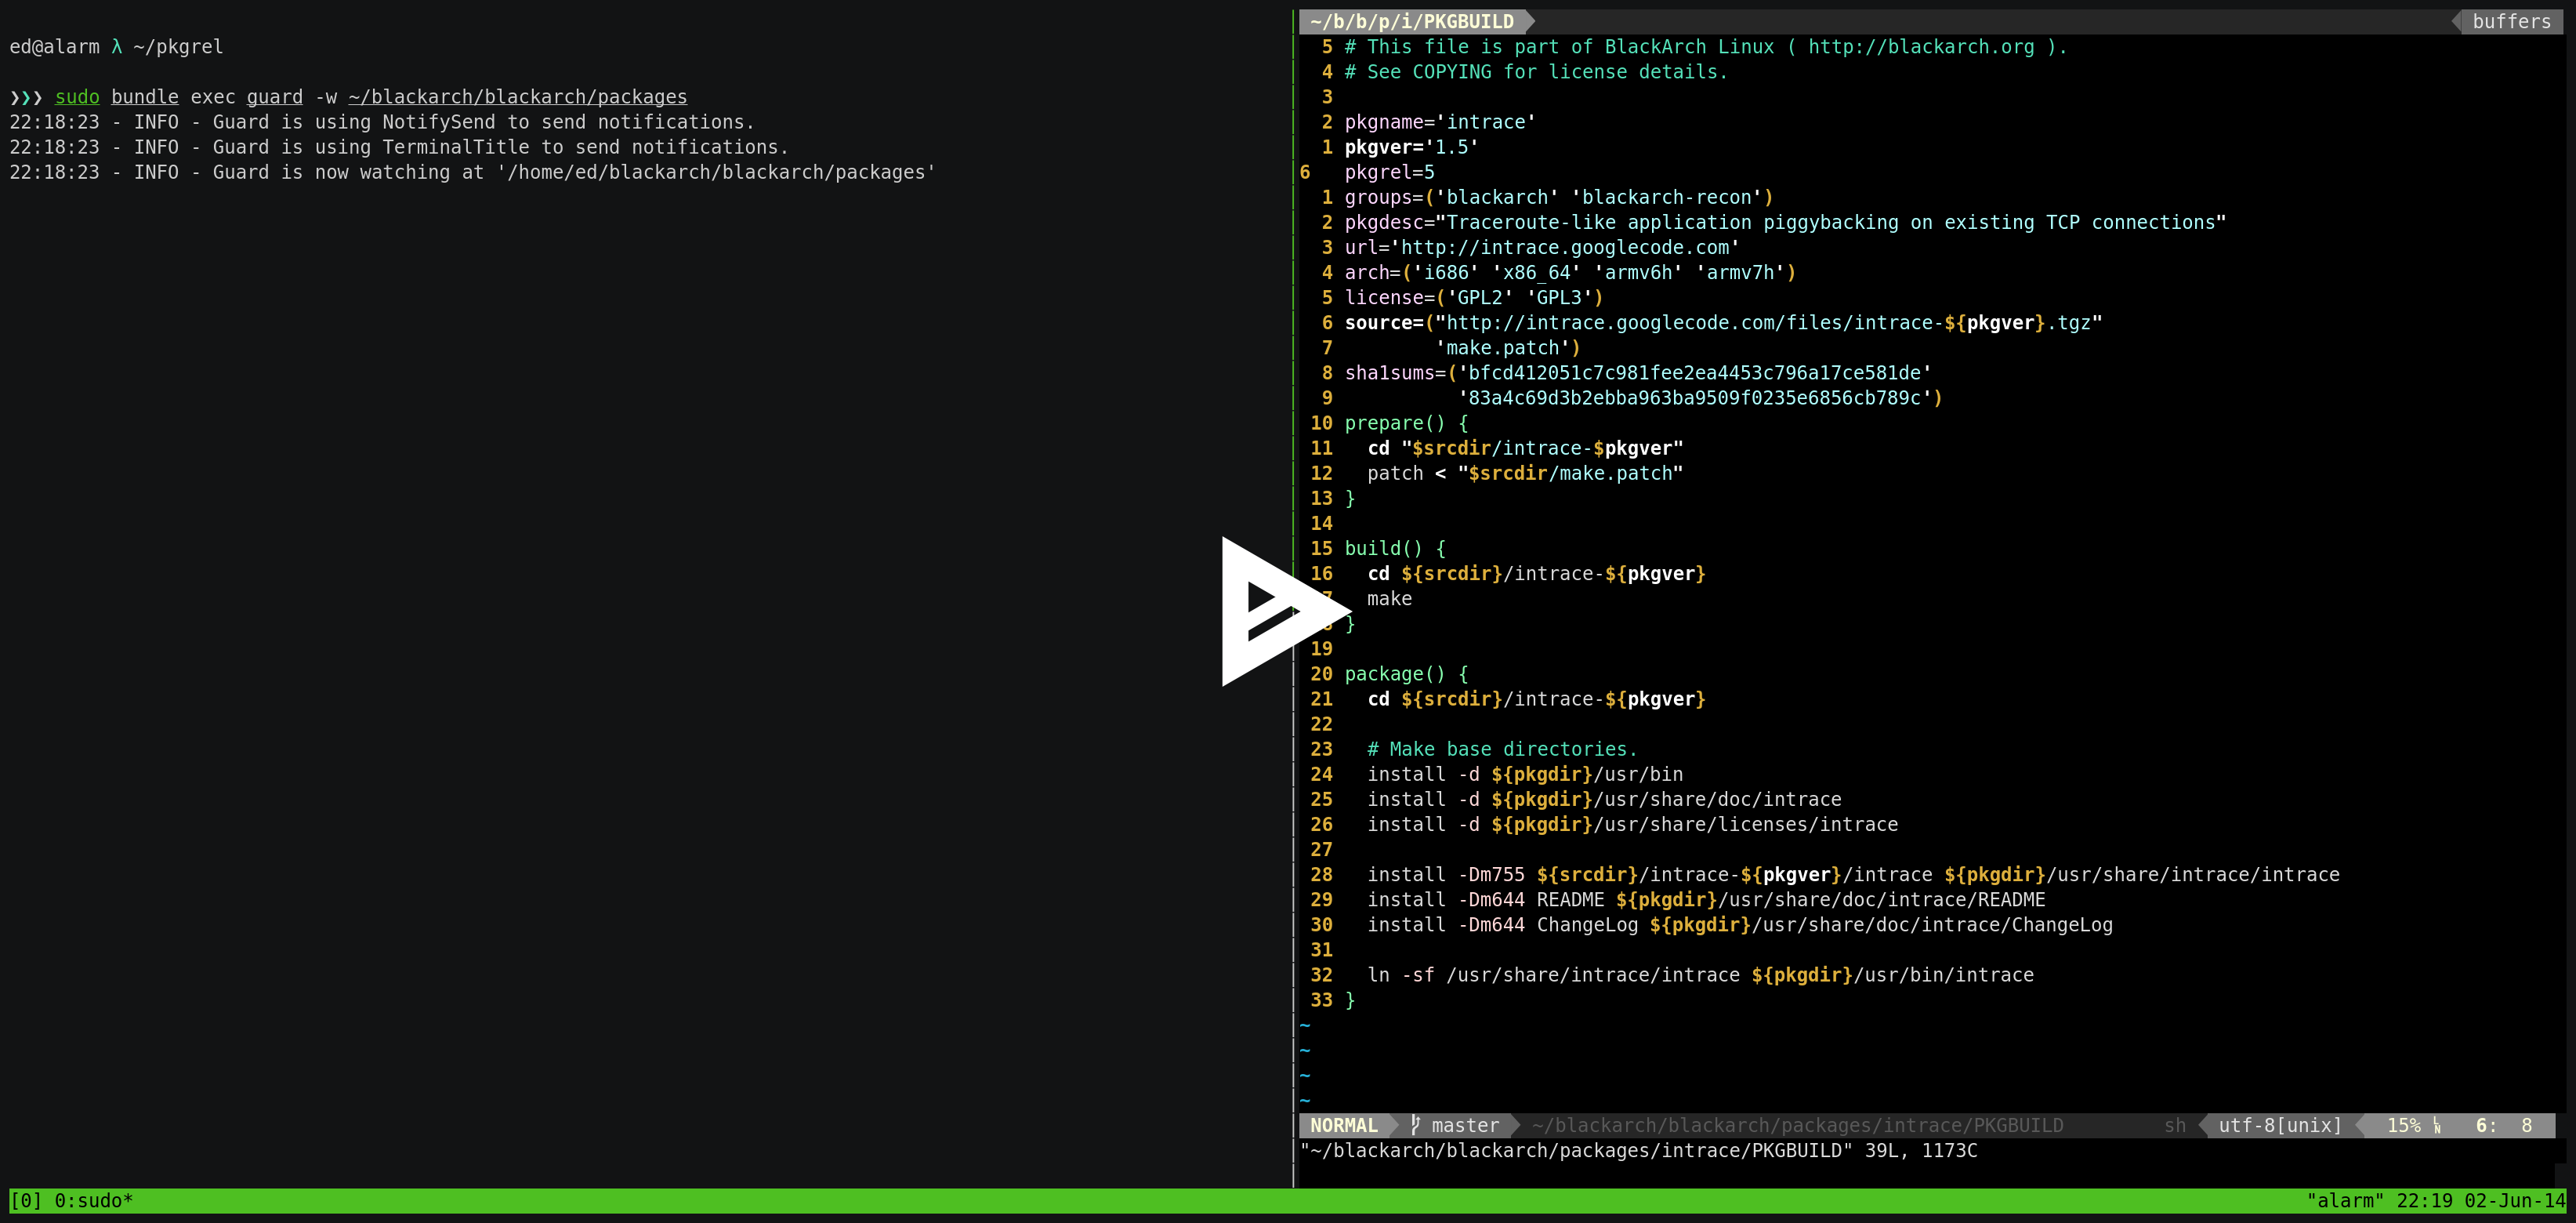 ed@alarm λ ~/pkgrel
❯❯❯ sudo bundle exec guard -w ~/blackarch/blackarch/packages
22:18:23 - INFO - Guard is using NotifySend to send notifications.
22:18:23 - INFO - Guard is using TerminalTitle to send notifications.
22:18:23 - INFO - Guard is now watching at '/home/ed/blackarch/blackarch/packages'
~/b/b/p/i/PKGBUILD buffers
5 # This file is part of BlackArch Linux ( http://blackarch.org ).
4 # See COPYING for license details.
3
2 pkgname='intrace'
1 pkgver='1.5'
6 pkgrel=5
1 groups=('blackarch' 'blackarch-recon')
2 pkgdesc="Traceroute-like application piggybacking on existing TCP connections"
3 url='http://intrace.googlecode.com'
4 arch=('i686' 'x86_64' 'armv6h' 'armv7h')
5 license=('GPL2' 'GPL3')
6 source=("http://intrace.googlecode.com/files/intrace-${pkgver}.tgz"
7         'make.patch')
8 sha1sums=('bfcd412051c7c981fee2ea4453c796a17ce581de'
9           '83a4c69d3b2ebba963ba9509f0235e6856cb789c')
10 prepare() {
11   cd "$srcdir/intrace-$pkgver"
12   patch < "$srcdir/make.patch"
13 }
14
15 build() {
16   cd ${srcdir}/intrace-${pkgver}
7   make
}
19
20 package() {
21   cd ${srcdir}/intrace-${pkgver}
22
23   # Make base directories.
24   install -d ${pkgdir}/usr/bin
25   install -d ${pkgdir}/usr/share/doc/intrace
26   install -d ${pkgdir}/usr/share/licenses/intrace
27
28   install -Dm755 ${srcdir}/intrace-${pkgver}/intrace ${pkgdir}/usr/share/intrace/intrace
29   install -Dm644 README ${pkgdir}/usr/share/doc/intrace/README
30   install -Dm644 ChangeLog ${pkgdir}/usr/share/doc/intrace/ChangeLog
31
32   ln -sf /usr/share/intrace/intrace ${pkgdir}/usr/bin/intrace
33 }
~
~
~
~
NORMAL master ~/blackarch/blackarch/packages/intrace/PKGBUILD sh utf-8[unix] 15% LN 6: 8
"~/blackarch/blackarch/packages/intrace/PKGBUILD" 39L, 1173C
[0] 0:sudo* "alarm" 22:19 02-Jun-14